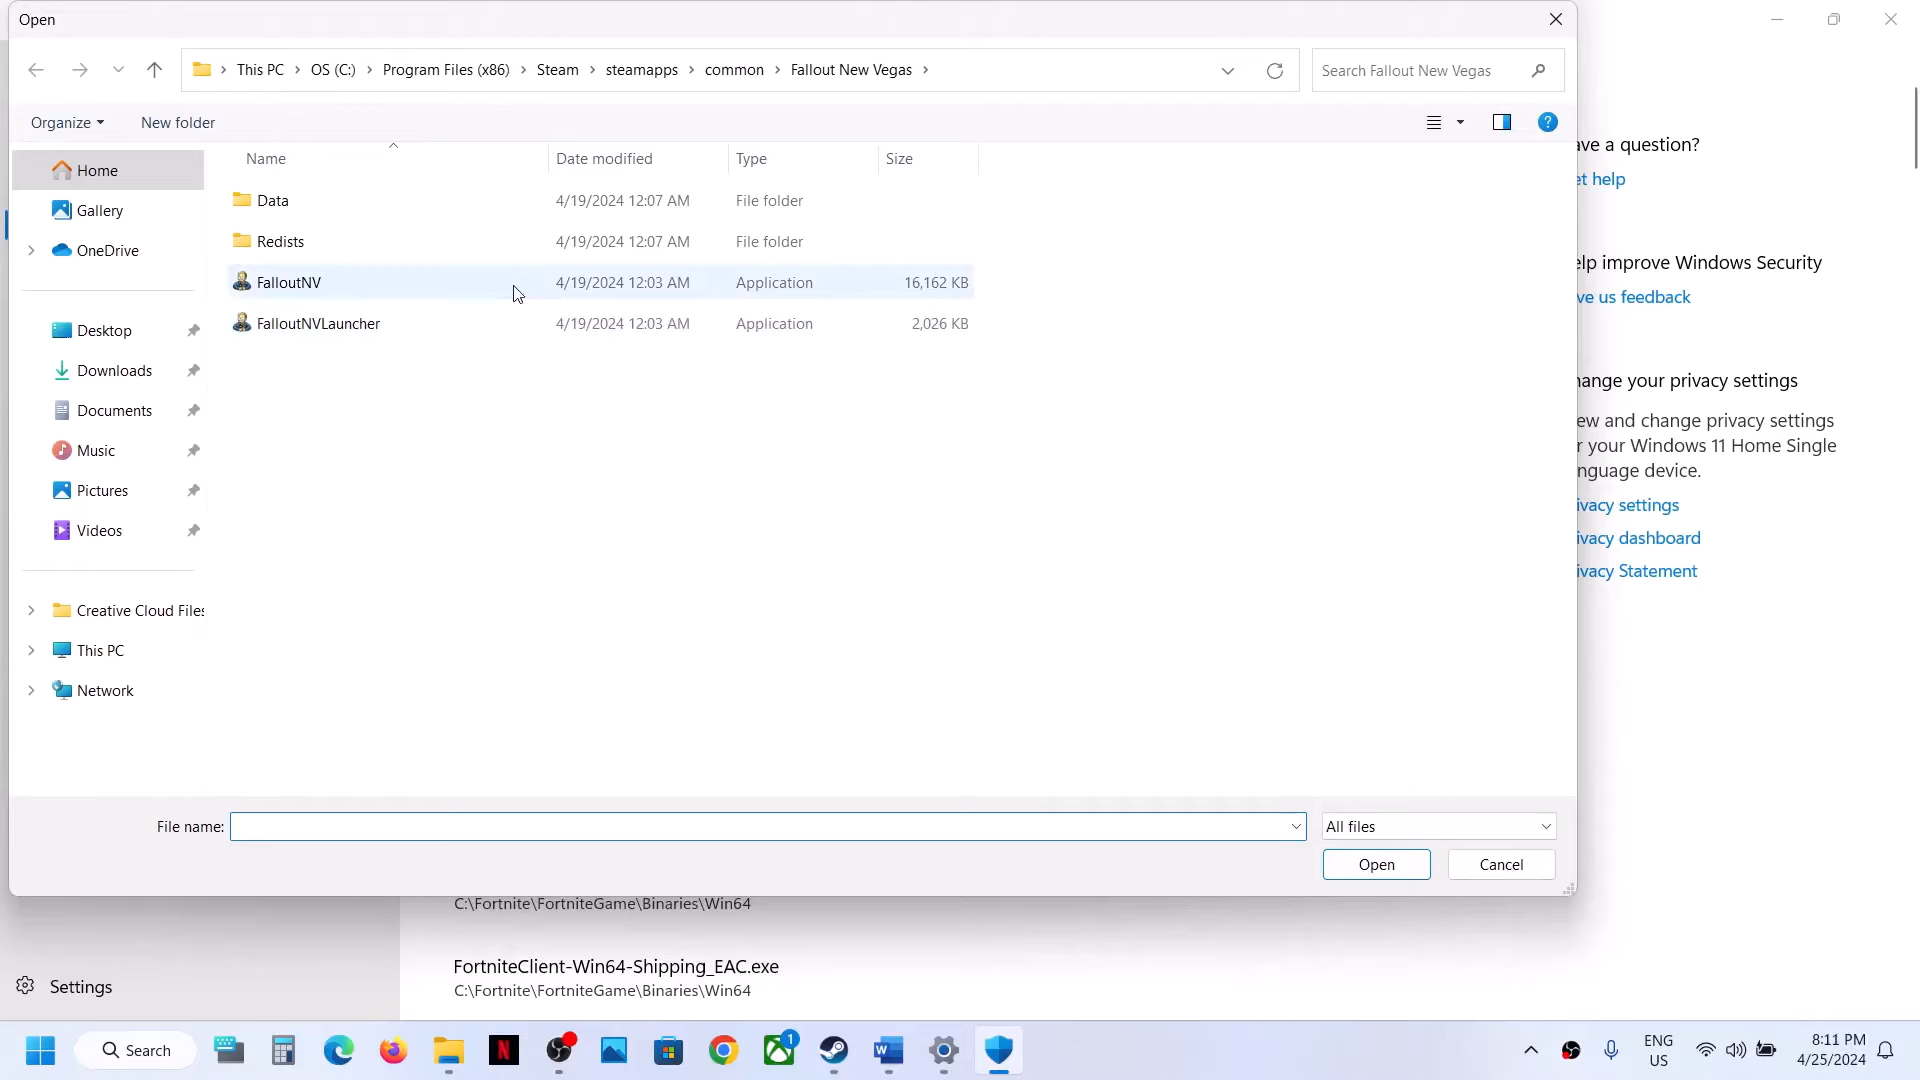 Open
This PC > OS (C:) > Program Files (x86) > Steam > steamapps > common > Fallout New Vegas >
Search Fallout New Vegas
Organize
New folder
Name
Date modified
Type
Size
Home
Gallery
OneDrive
Desktop
Downloads
Documents
Music
Pictures
Videos
Creative Cloud Files
This PC
Network
Data 4/19/2024 12:07 AM File folder
Redists 4/19/2024 12:07 AM File folder
FalloutNV 4/19/2024 12:03 AM Application 16,162 KB
FalloutNVLauncher 4/19/2024 12:03 AM Application 2,026 KB
File name:
All files
Open
Cancel
ave a question?
et help
elp improve Windows Security
ve us feedback
hange your privacy settings
ew and change privacy settings
r your Windows 11 Home Single
nguage device.
ivacy settings
ivacy dashboard
ivacy Statement
C:\Fortnite\FortniteGame\Binaries\Win64
FortniteClient-Win64-Shipping_EAC.exe
C:\Fortnite\FortniteGame\Binaries\Win64
Settings
Search
1
ENG
US
8:11 PM
4/25/2024